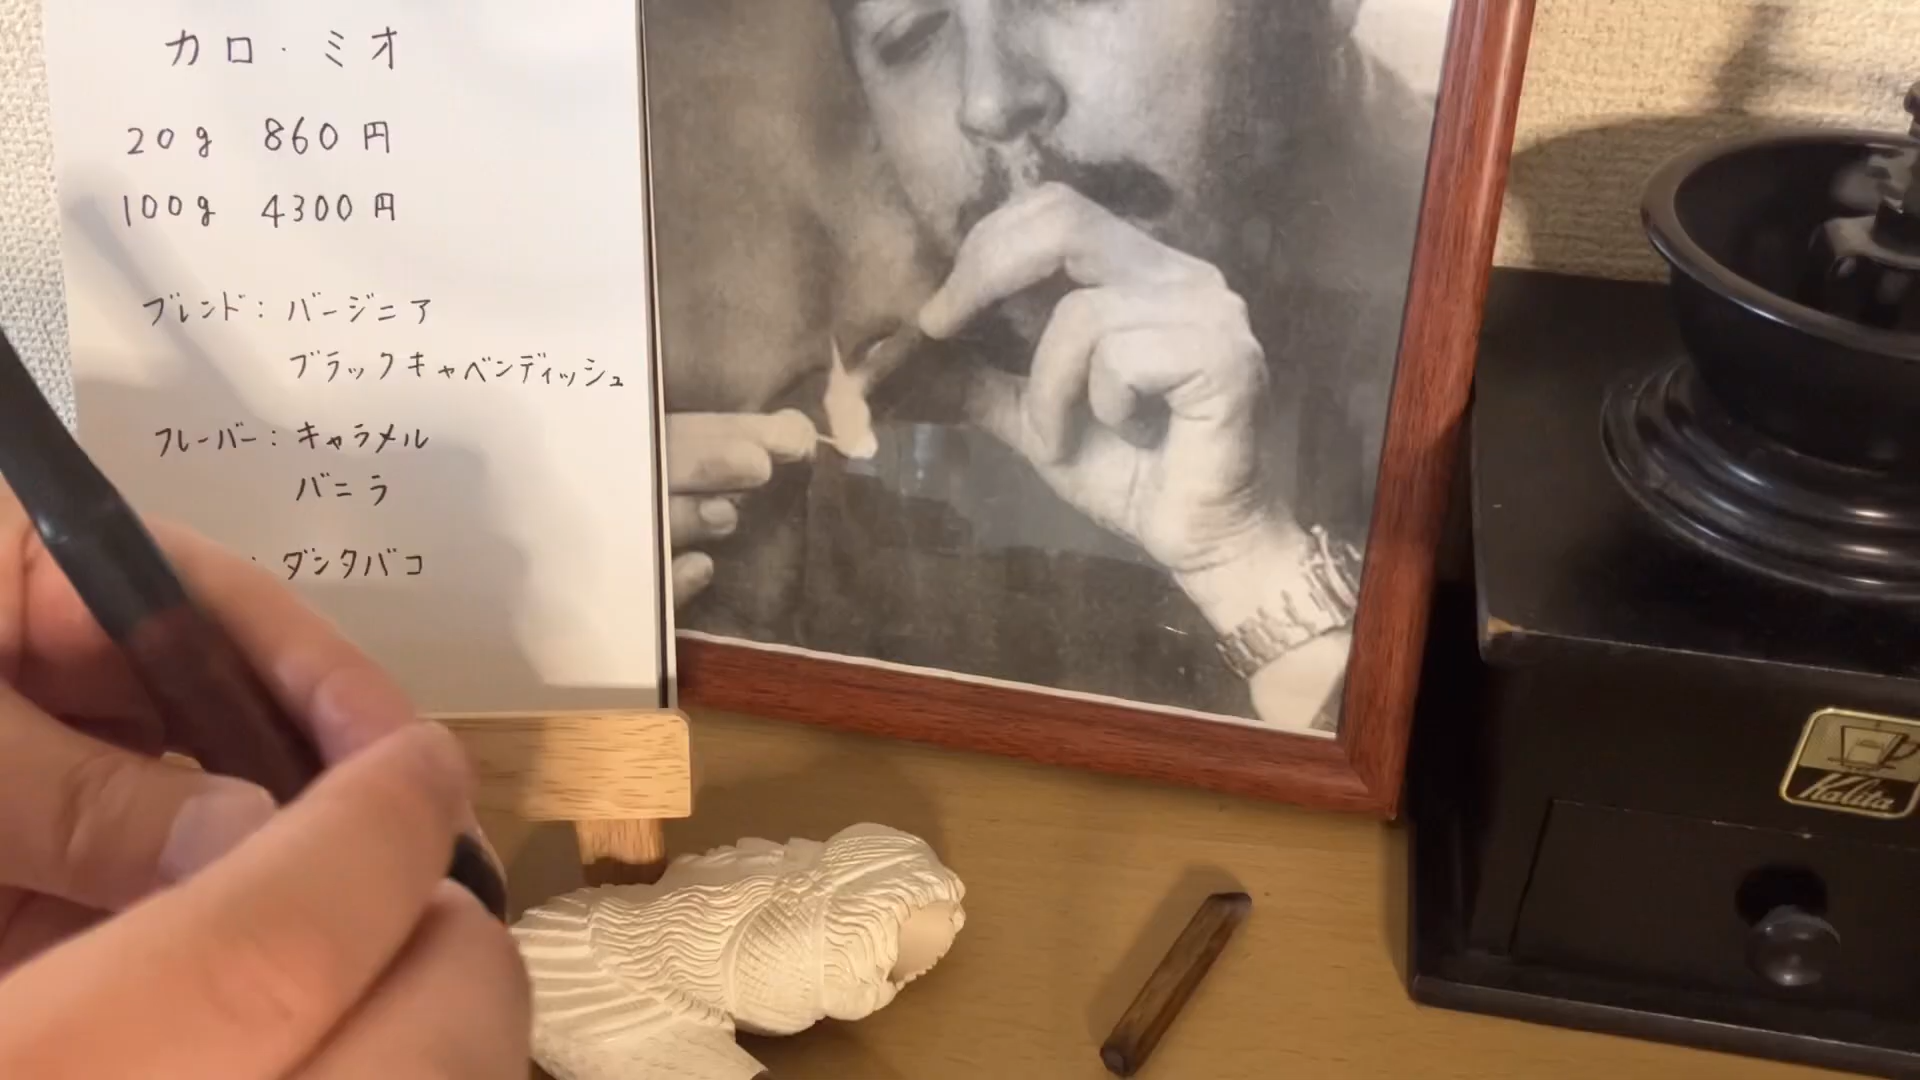 カロ・ミオ
20g 860円
100g 4300円
ブレンド：バージニア
ブラックキャベンディッシュ
フレーバー：キャラメル
バニラ
：ダンタバコ
Kalita